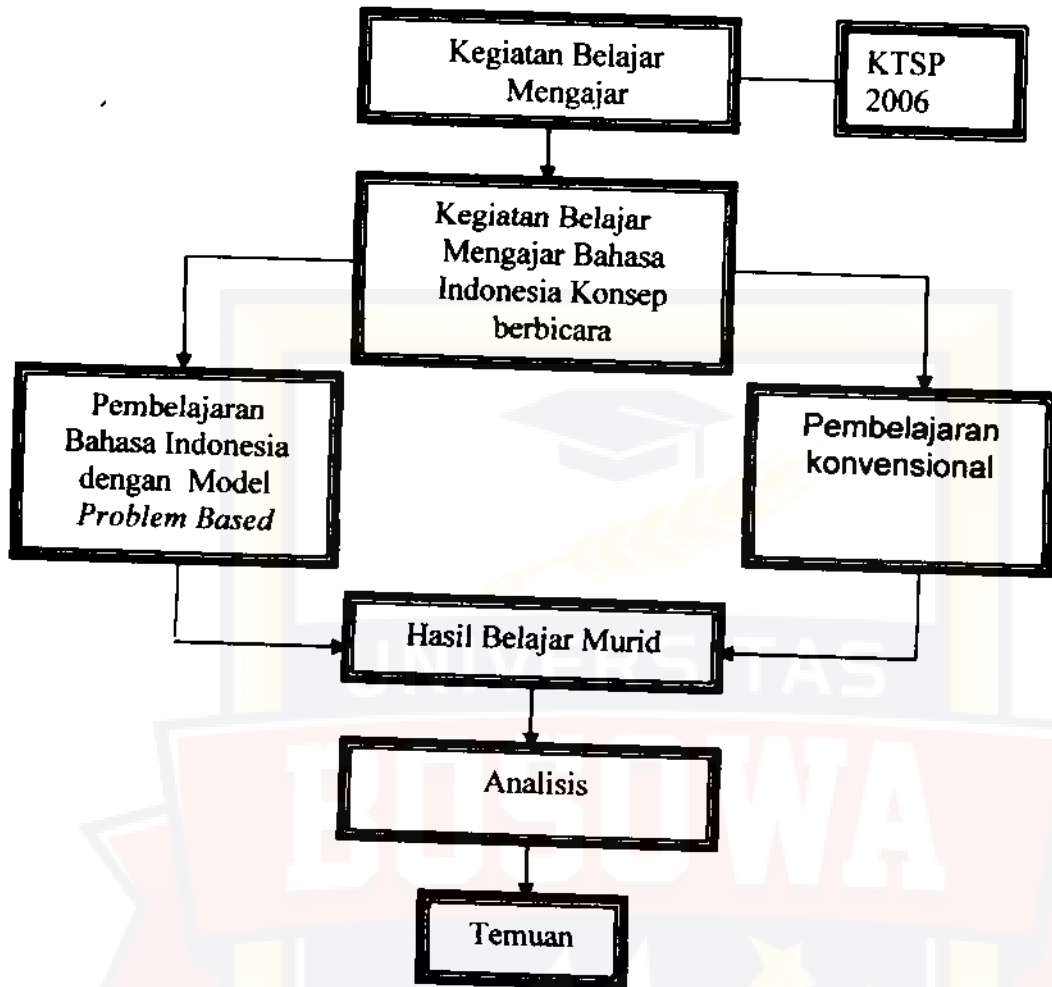 Kegiatan Belajar
Mengajar
KTSP
2006
Kegiatan Belajar
Mengajar Bahasa
Indonesia Konsep
berbicara
Pembelajaran
Bahasa Indonesia
dengan Model
Problem Based
Pembelajaran
konvensional
Hasil Belajar Murid
UNIVERSITAS
BOSOWA
Analisis
Temuan